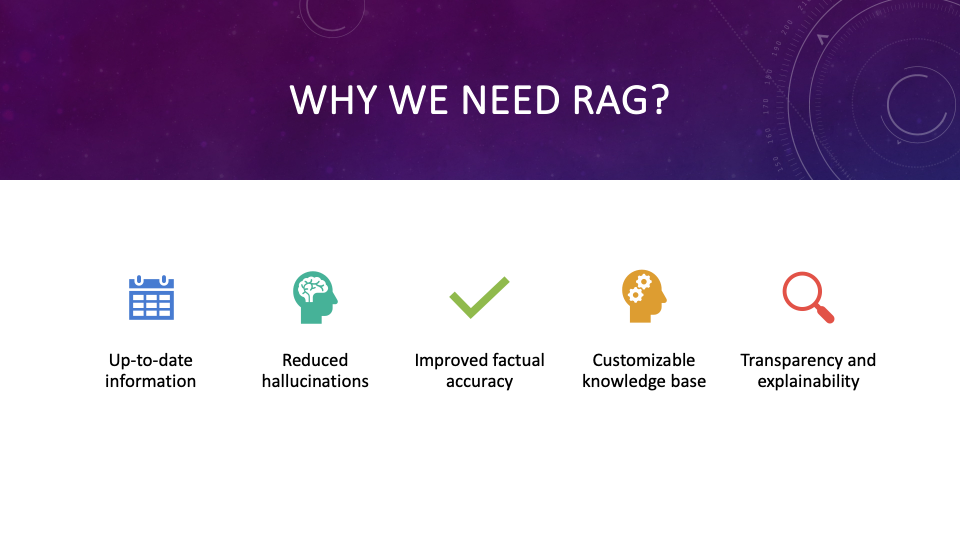 WHY WE NEED RAG?
Up-to-date
information
Reduced
hallucinations
Improved factual
accuracy
Customizable
knowledge base
Transparency and
explainability